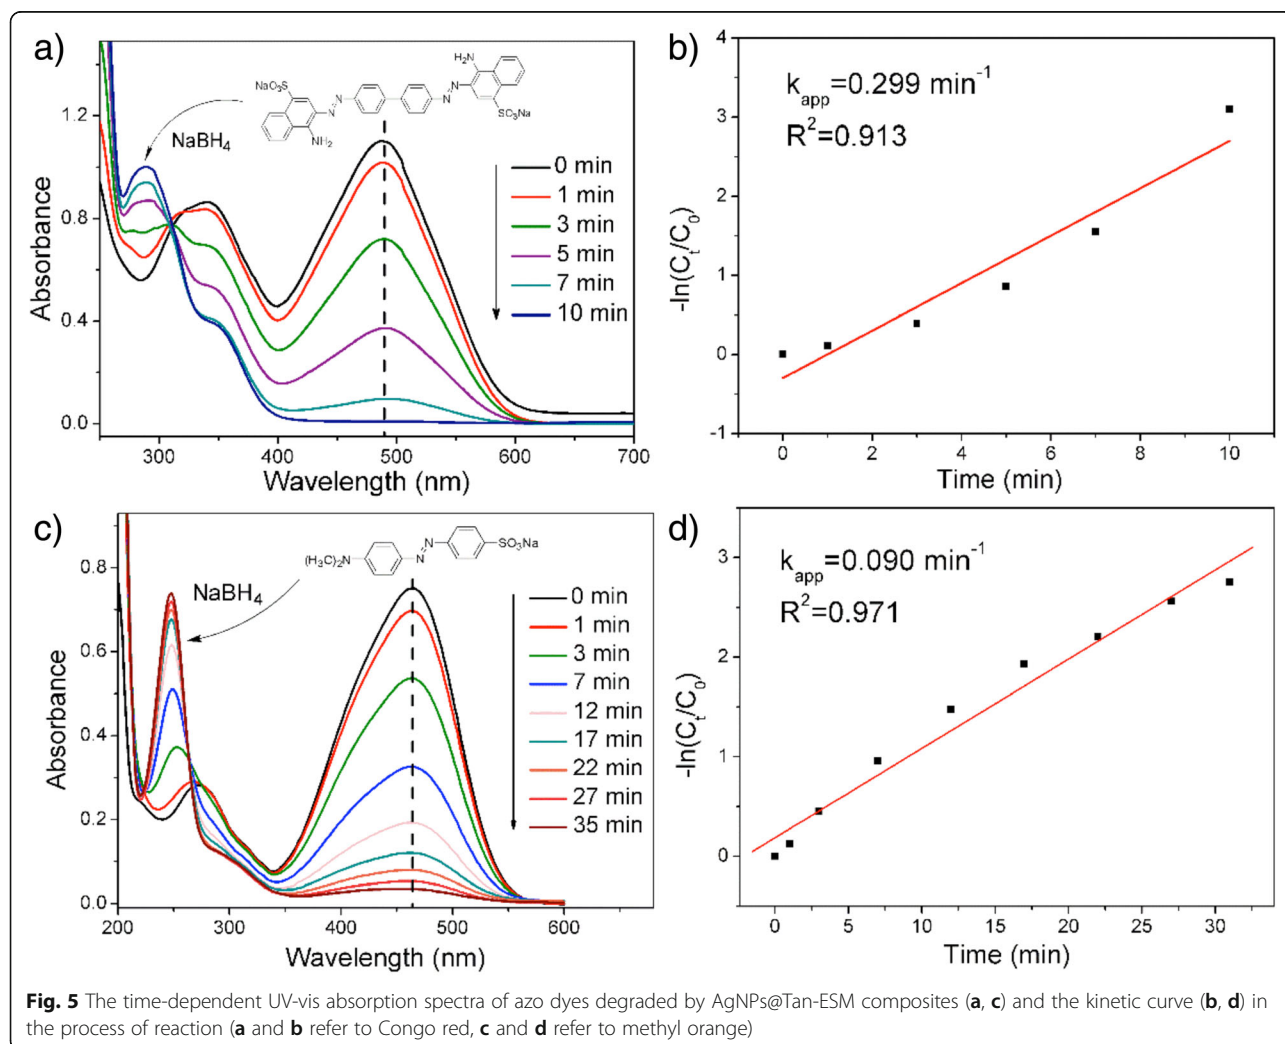 a)
NaO₃S
NH₂
N
N
N
N
NH₂
SO₃Na
NaBH₄
0 min
1 min
3 min
5 min
7 min
10 min
1.2
0.8
0.4
0.0
Absorbance
300 400 500 600 700
Wavelength (nm)
b)
k_app=0.299 min⁻¹
R²=0.913
4
3
2
1
0
-1
-ln(Cₜ/C₀)
0 2 4 6 8 10
Time (min)
c)
(H₃C)₂N
N
N
SO₃Na
NaBH₄
0 min
1 min
3 min
7 min
12 min
17 min
22 min
27 min
35 min
0.8
0.6
0.4
0.2
0.0
Absorbance
200 300 400 500 600
Wavelength (nm)
d)
k_app=0.090 min⁻¹
R²=0.971
3
2
1
0
-ln(Cₜ/C₀)
0 5 10 15 20 25 30
Time (min)
Fig. 5 The time-dependent UV-vis absorption spectra of azo dyes degraded by AgNPs@Tan-ESM composites (a, c) and the kinetic curve (b, d) in
the process of reaction (a and b refer to Congo red, c and d refer to methyl orange)